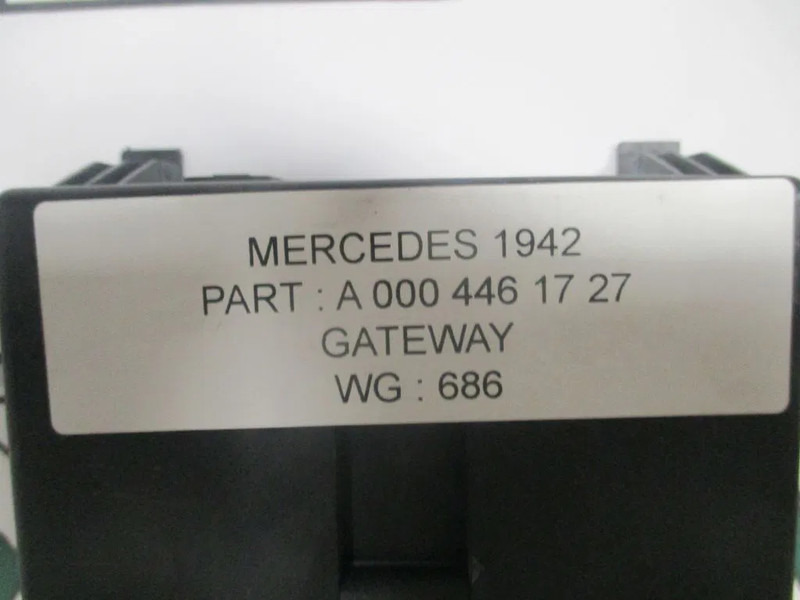 MERCEDES 1942
PART : A 000 446 17 27
GATEWAY
WG : 686